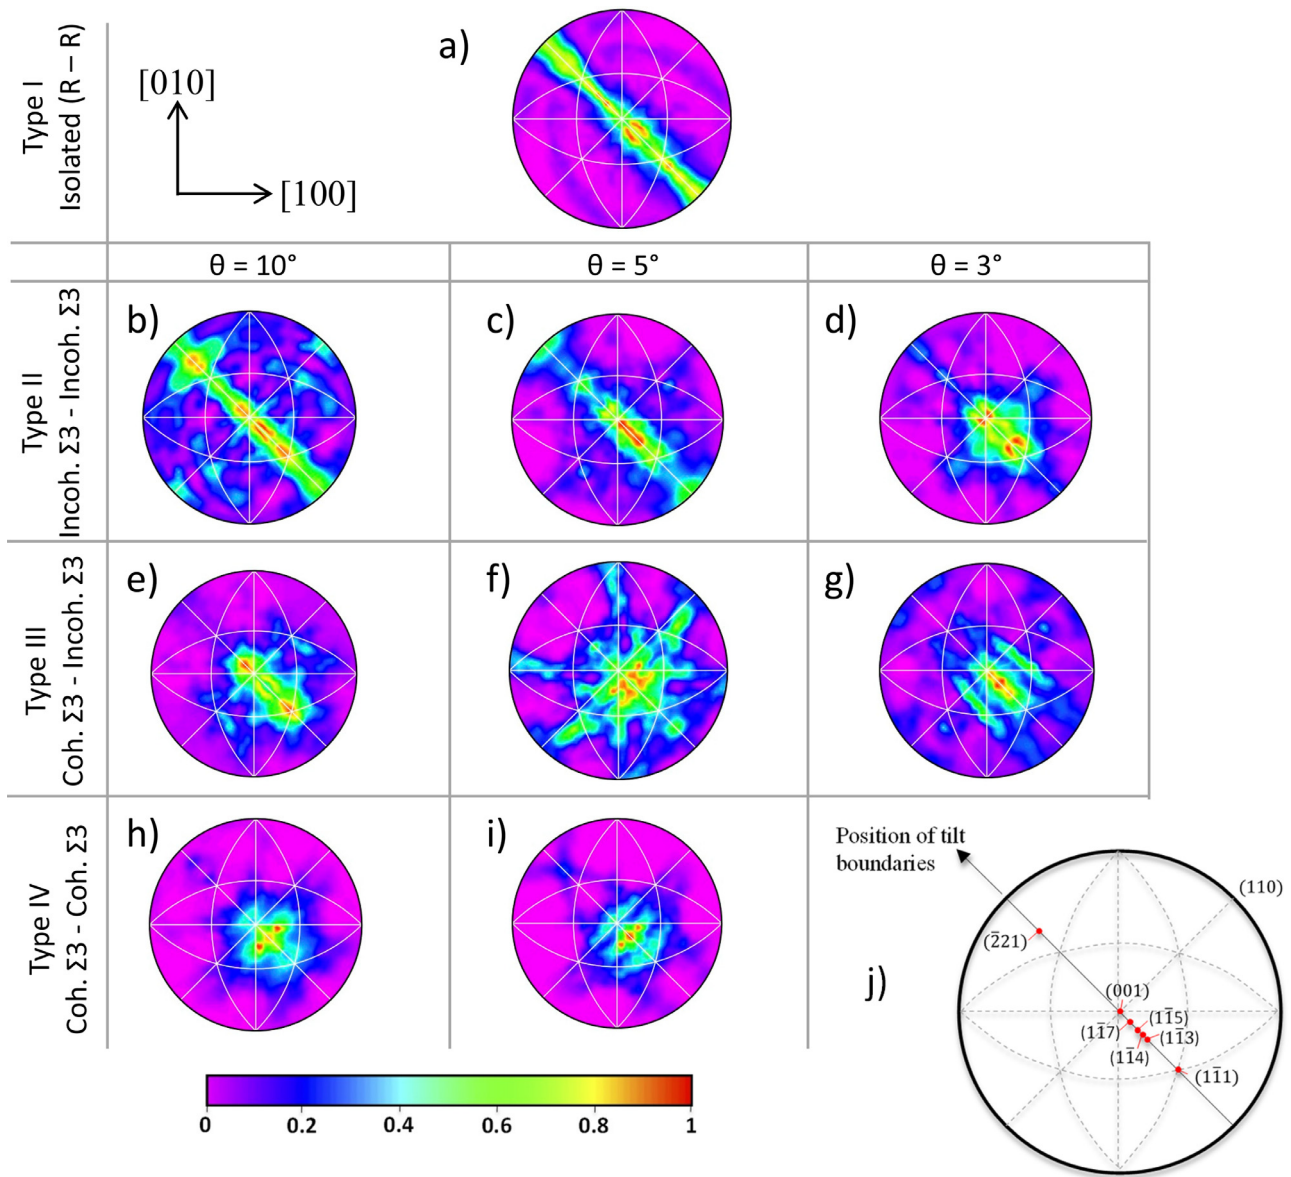 Type I
Isolated (R – R)
a)
[010]
[100]
θ = 10°
θ = 5°
θ = 3°
Type II
Incoh. Σ3 - Incoh. Σ3
b)
c)
d)
Type III
Coh. Σ3 - Incoh. Σ3
e)
f)
g)
Type IV
Coh. Σ3 - Coh. Σ3
h)
i)
j)
Position of tilt
boundaries
(110)
(2̅21)
(001)
(11̅7)
(11̅5)
(11̅4)
(11̅3)
(11̅1)
0 0.2 0.4 0.6 0.8 1